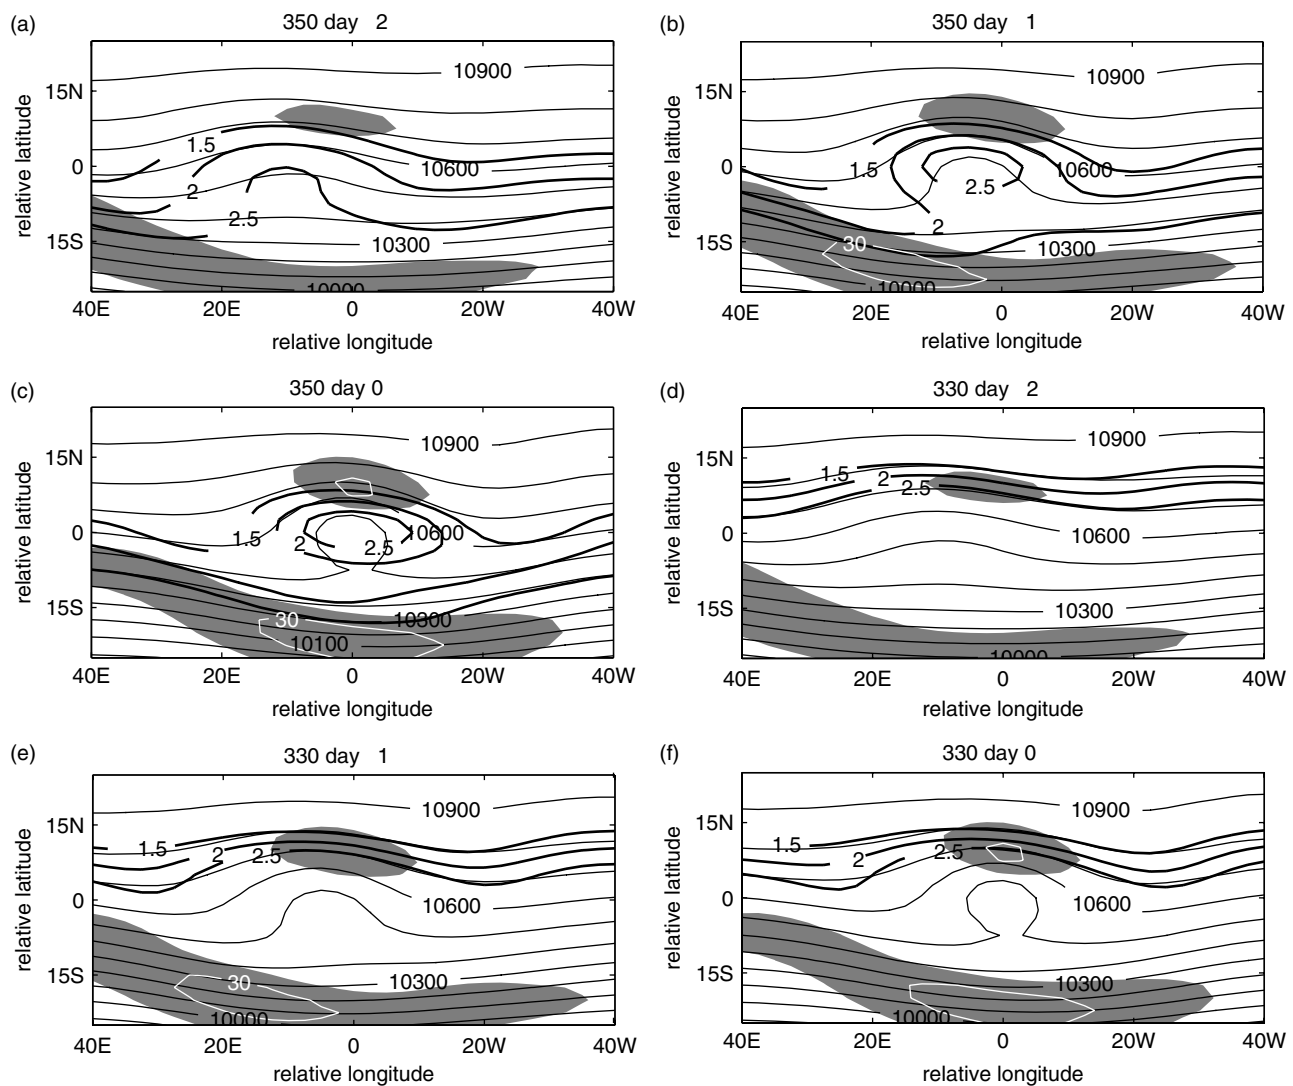 (a) 350 day 2
(b) 350 day 1
relative latitude
15N
0
15S
10900
1.5
10600
2
2.5
10300
10000
40E 20E 0 20W 40W
relative longitude
relative latitude
15N
0
15S
10900
1.5
10600
2.5
2
30
10300
10000
40E 20E 0 20W 40W
relative longitude
(c) 350 day 0
(d) 330 day 2
relative latitude
15N
0
15S
10900
1.5
2
2.5
10600
30
10300
10100
40E 20E 0 20W 40W
relative longitude
relative latitude
15N
0
15S
10900
1.5
2
2.5
10600
10300
10000
40E 20E 0 20W 40W
relative longitude
(e) 330 day 1
(f) 330 day 0
relative latitude
15N
0
15S
10900
1.5
2
2.5
10600
30
10300
10000
40E 20E 0 20W 40W
relative longitude
relative latitude
15N
0
15S
10900
1.5
2
2.5
10600
10300
10000
40E 20E 0 20W 40W
relative longitude